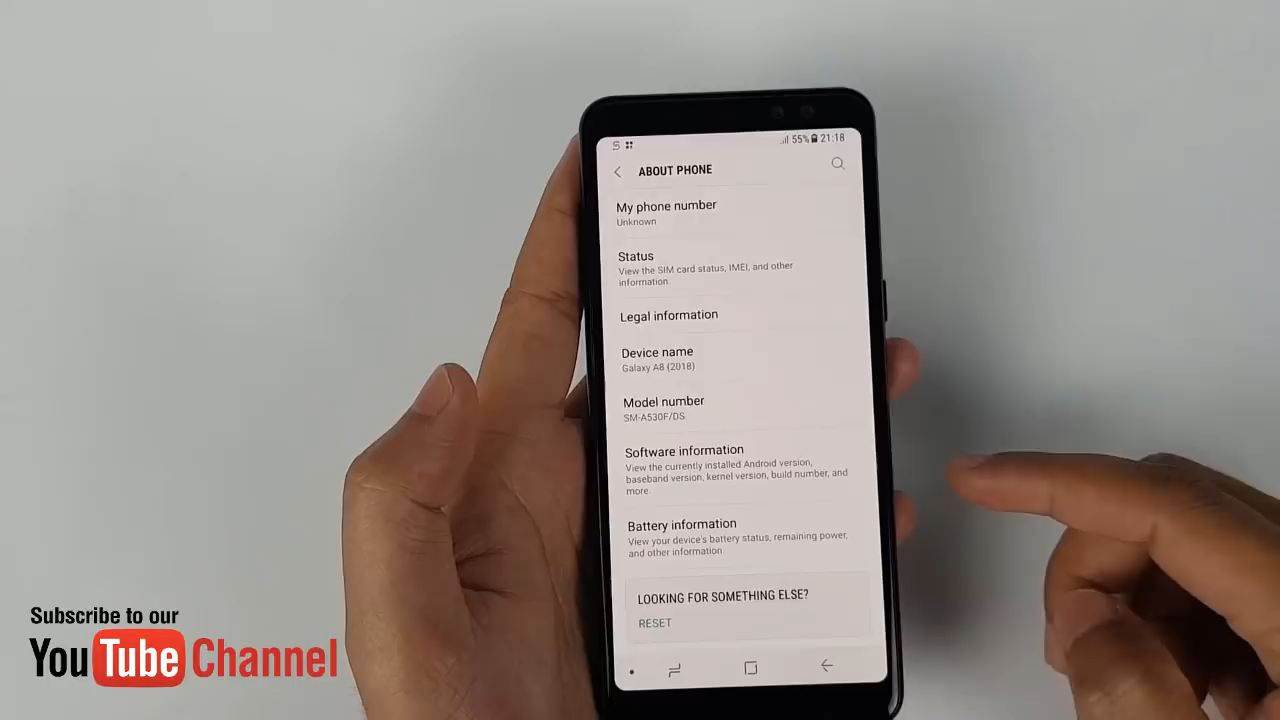 55% 21:18
ABOUT PHONE
My phone number
Unknown
Status
View the SIM card status, IMEI, and other
information
Legal information
Device name
Galaxy A8 (2018)
Model number
SM-A530F/DS
Software information
View the currently installed Android version,
baseband version, kernel version, build number, and
more.
Battery information
View your device's battery status, remaining power,
and other information.
LOOKING FOR SOMETHING ELSE?
RESET
Subscribe to our
YouTube Channel